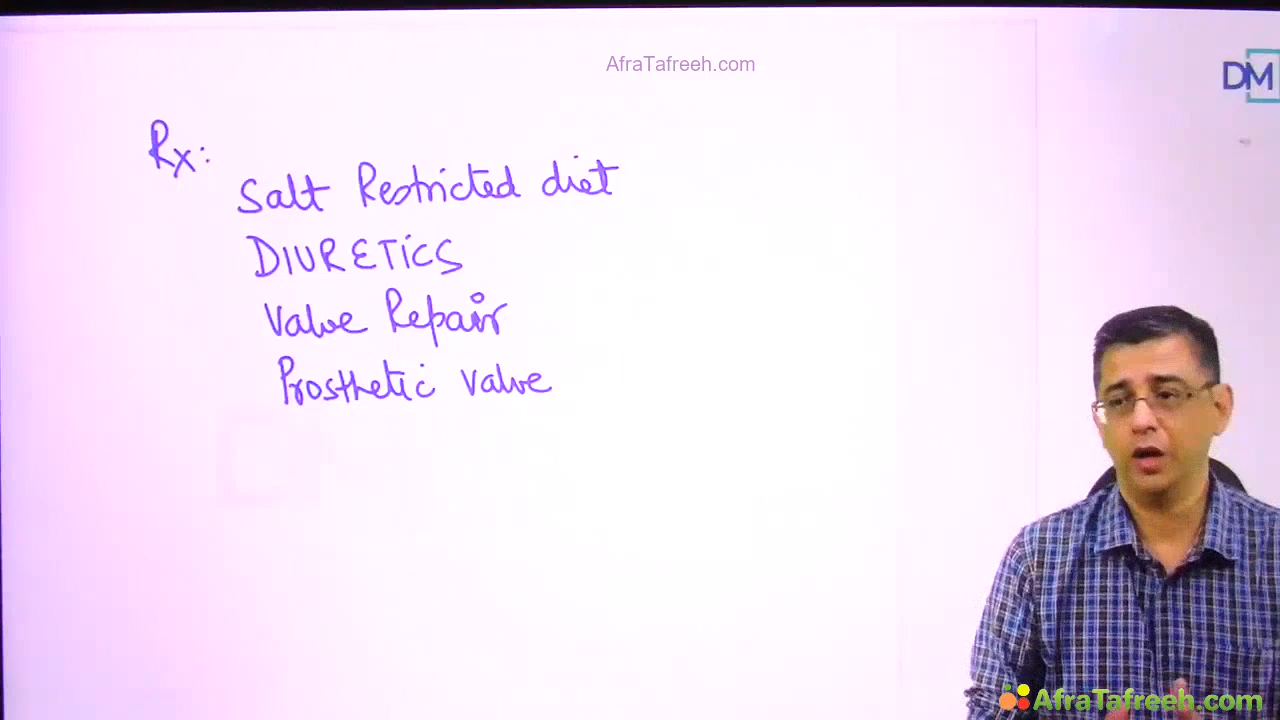 AfraTafreeh.com
DM
Rx:
Salt Restricted diet
DIURETICS
Valve Repair
Prosthetic valve
AfraTafreeh.com